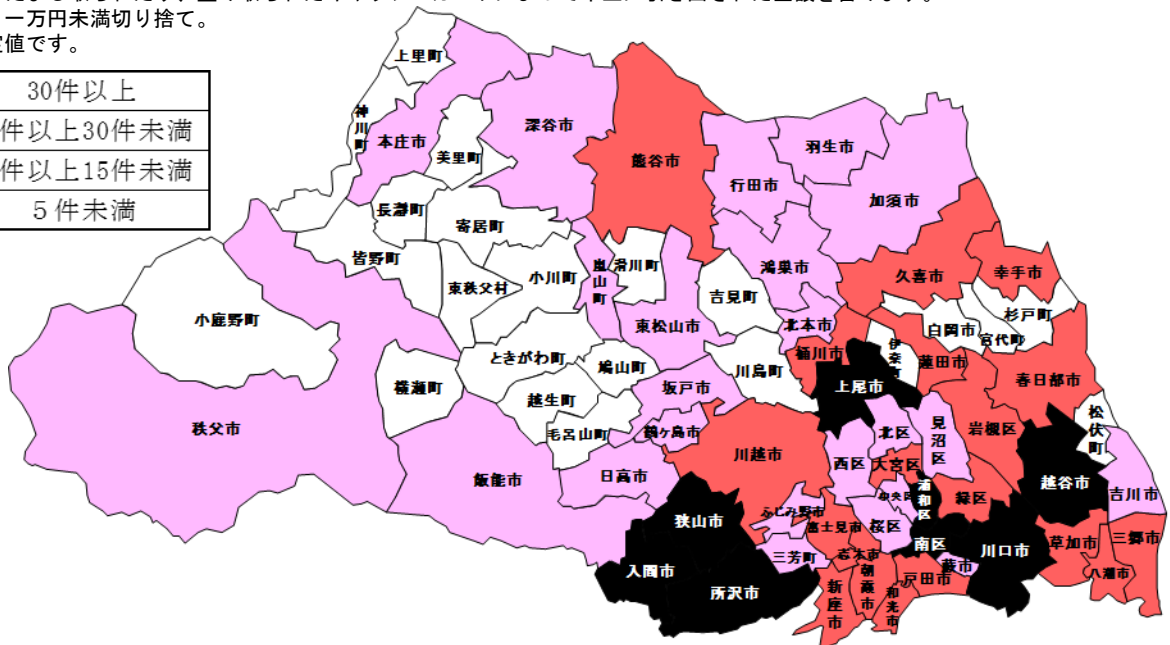 一万円未満切り捨て。
定値です。
30件以上
件以上30件未満
件以上15件未満
５件未満
上里町
神川町
本庄市
美里町
深谷市
熊谷市
行田市
羽生市
加須市
長瀞町
寄居町
皆野町
東秩父村
小川町
嵐山町
滑川町
東松山市
吉見町
鴻巣市
北本市
久喜市
幸手市
杉戸町
白岡市
宮代町
小鹿野町
秩父市
横瀬町
ときがわ町
鳩山町
越生町
毛呂山町
坂戸市
鶴ヶ島市
川島町
桶川市
上尾市
伊奈町
蓮田市
春日部市
松伏町
飯能市
日高市
川越市
西区
北区
見沼区
大宮区
岩槻区
中央区
浦和区
緑区
越谷市
吉川市
狭山市
入間市
所沢市
ふじみ野市
富士見市
三芳町
志木市
桜区
南区
川口市
草加市
三郷市
八潮市
蕨市
戸田市
新座市
朝霞市
和光市